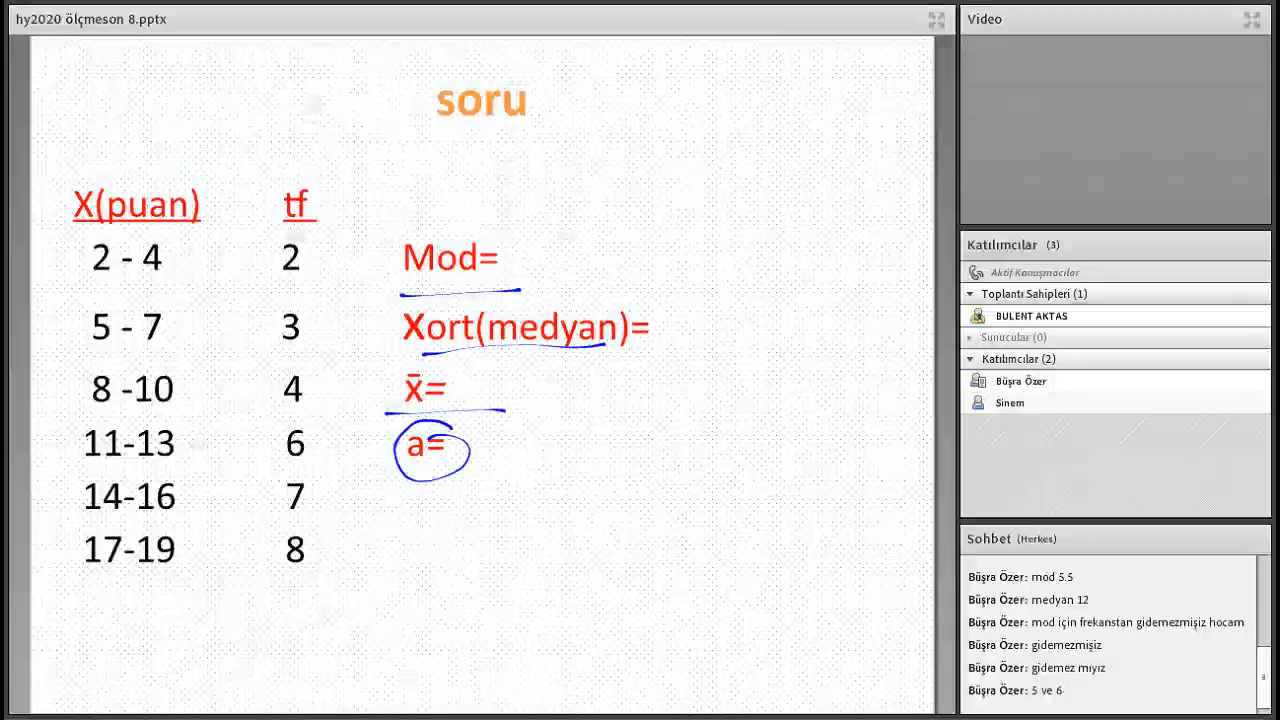 hy2020 ölçmeson 8.pptx
soru
X(puan) tf
2 - 4 2 Mod=
5 - 7 3 Xort(medyan)=
8 -10 4 x̄=
11-13 6 a=
14-16 7
17-19 8
Video
Katılımcılar (3)
Aktif Konuşmacılar
Toplantı Sahipleri (1)
BULENT AKTAS
Sunucular (0)
Katılımcılar (2)
Büşra Özer
Sinem
Sohbet (Herkes)
Büşra Özer: mod 5.5
Büşra Özer: medyan 12
Büşra Özer: mod için frekanstan gidemezmişiz hocam
Büşra Özer: gidemezmişiz
Büşra Özer: gidemez mıyız
Büşra Özer: 5 ve 6